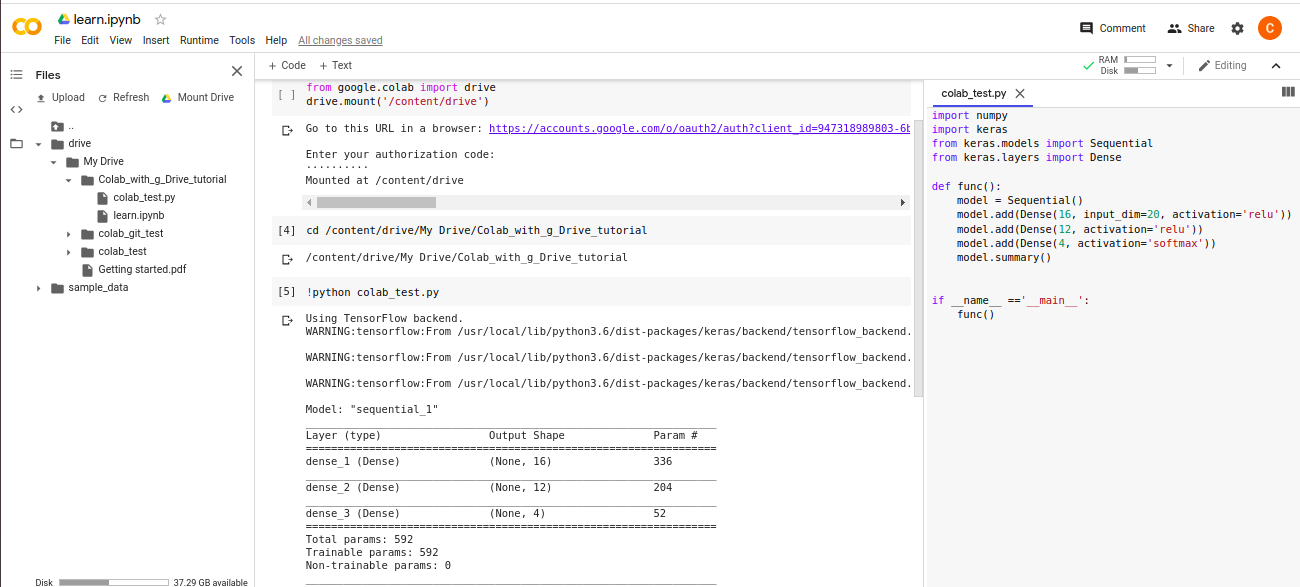 learn.ipynb
File Edit View Insert Runtime Tools Help All changes saved
Comment Share C
Files
+ Code + Text
RAM
Disk
Editing
Upload Refresh Mount Drive
..
drive
My Drive
Colab_with_g_Drive_tutorial
colab_test.py
learn.ipynb
colab_git_test
colab_test
Getting started.pdf
sample_data
Disk 37.29 GB available
[ ] from google.colab import drive
drive.mount('/content/drive')
Go to this URL in a browser: https://accounts.google.com/o/oauth2/auth?client_id=947318989803-6b
Enter your authorization code:
··········
Mounted at /content/drive
[4] cd /content/drive/My Drive/Colab_with_g_Drive_tutorial
/content/drive/My Drive/Colab_with_g_Drive_tutorial
[5] !python colab_test.py
Using TensorFlow backend.
WARNING:tensorflow:From /usr/local/lib/python3.6/dist-packages/keras/backend/tensorflow_backend.
WARNING:tensorflow:From /usr/local/lib/python3.6/dist-packages/keras/backend/tensorflow_backend.
WARNING:tensorflow:From /usr/local/lib/python3.6/dist-packages/keras/backend/tensorflow_backend.
Model: "sequential_1"
Layer (type) Output Shape Param #
dense_1 (Dense) (None, 16) 336
dense_2 (Dense) (None, 12) 204
dense_3 (Dense) (None, 4) 52
Total params: 592
Trainable params: 592
Non-trainable params: 0
colab_test.py
import numpy
import keras
from keras.models import Sequential
from keras.layers import Dense
def func():
    model = Sequential()
    model.add(Dense(16, input_dim=20, activation='relu'))
    model.add(Dense(12, activation='relu'))
    model.add(Dense(4, activation='softmax'))
    model.summary()
if __name__ =='__main__':
    func()